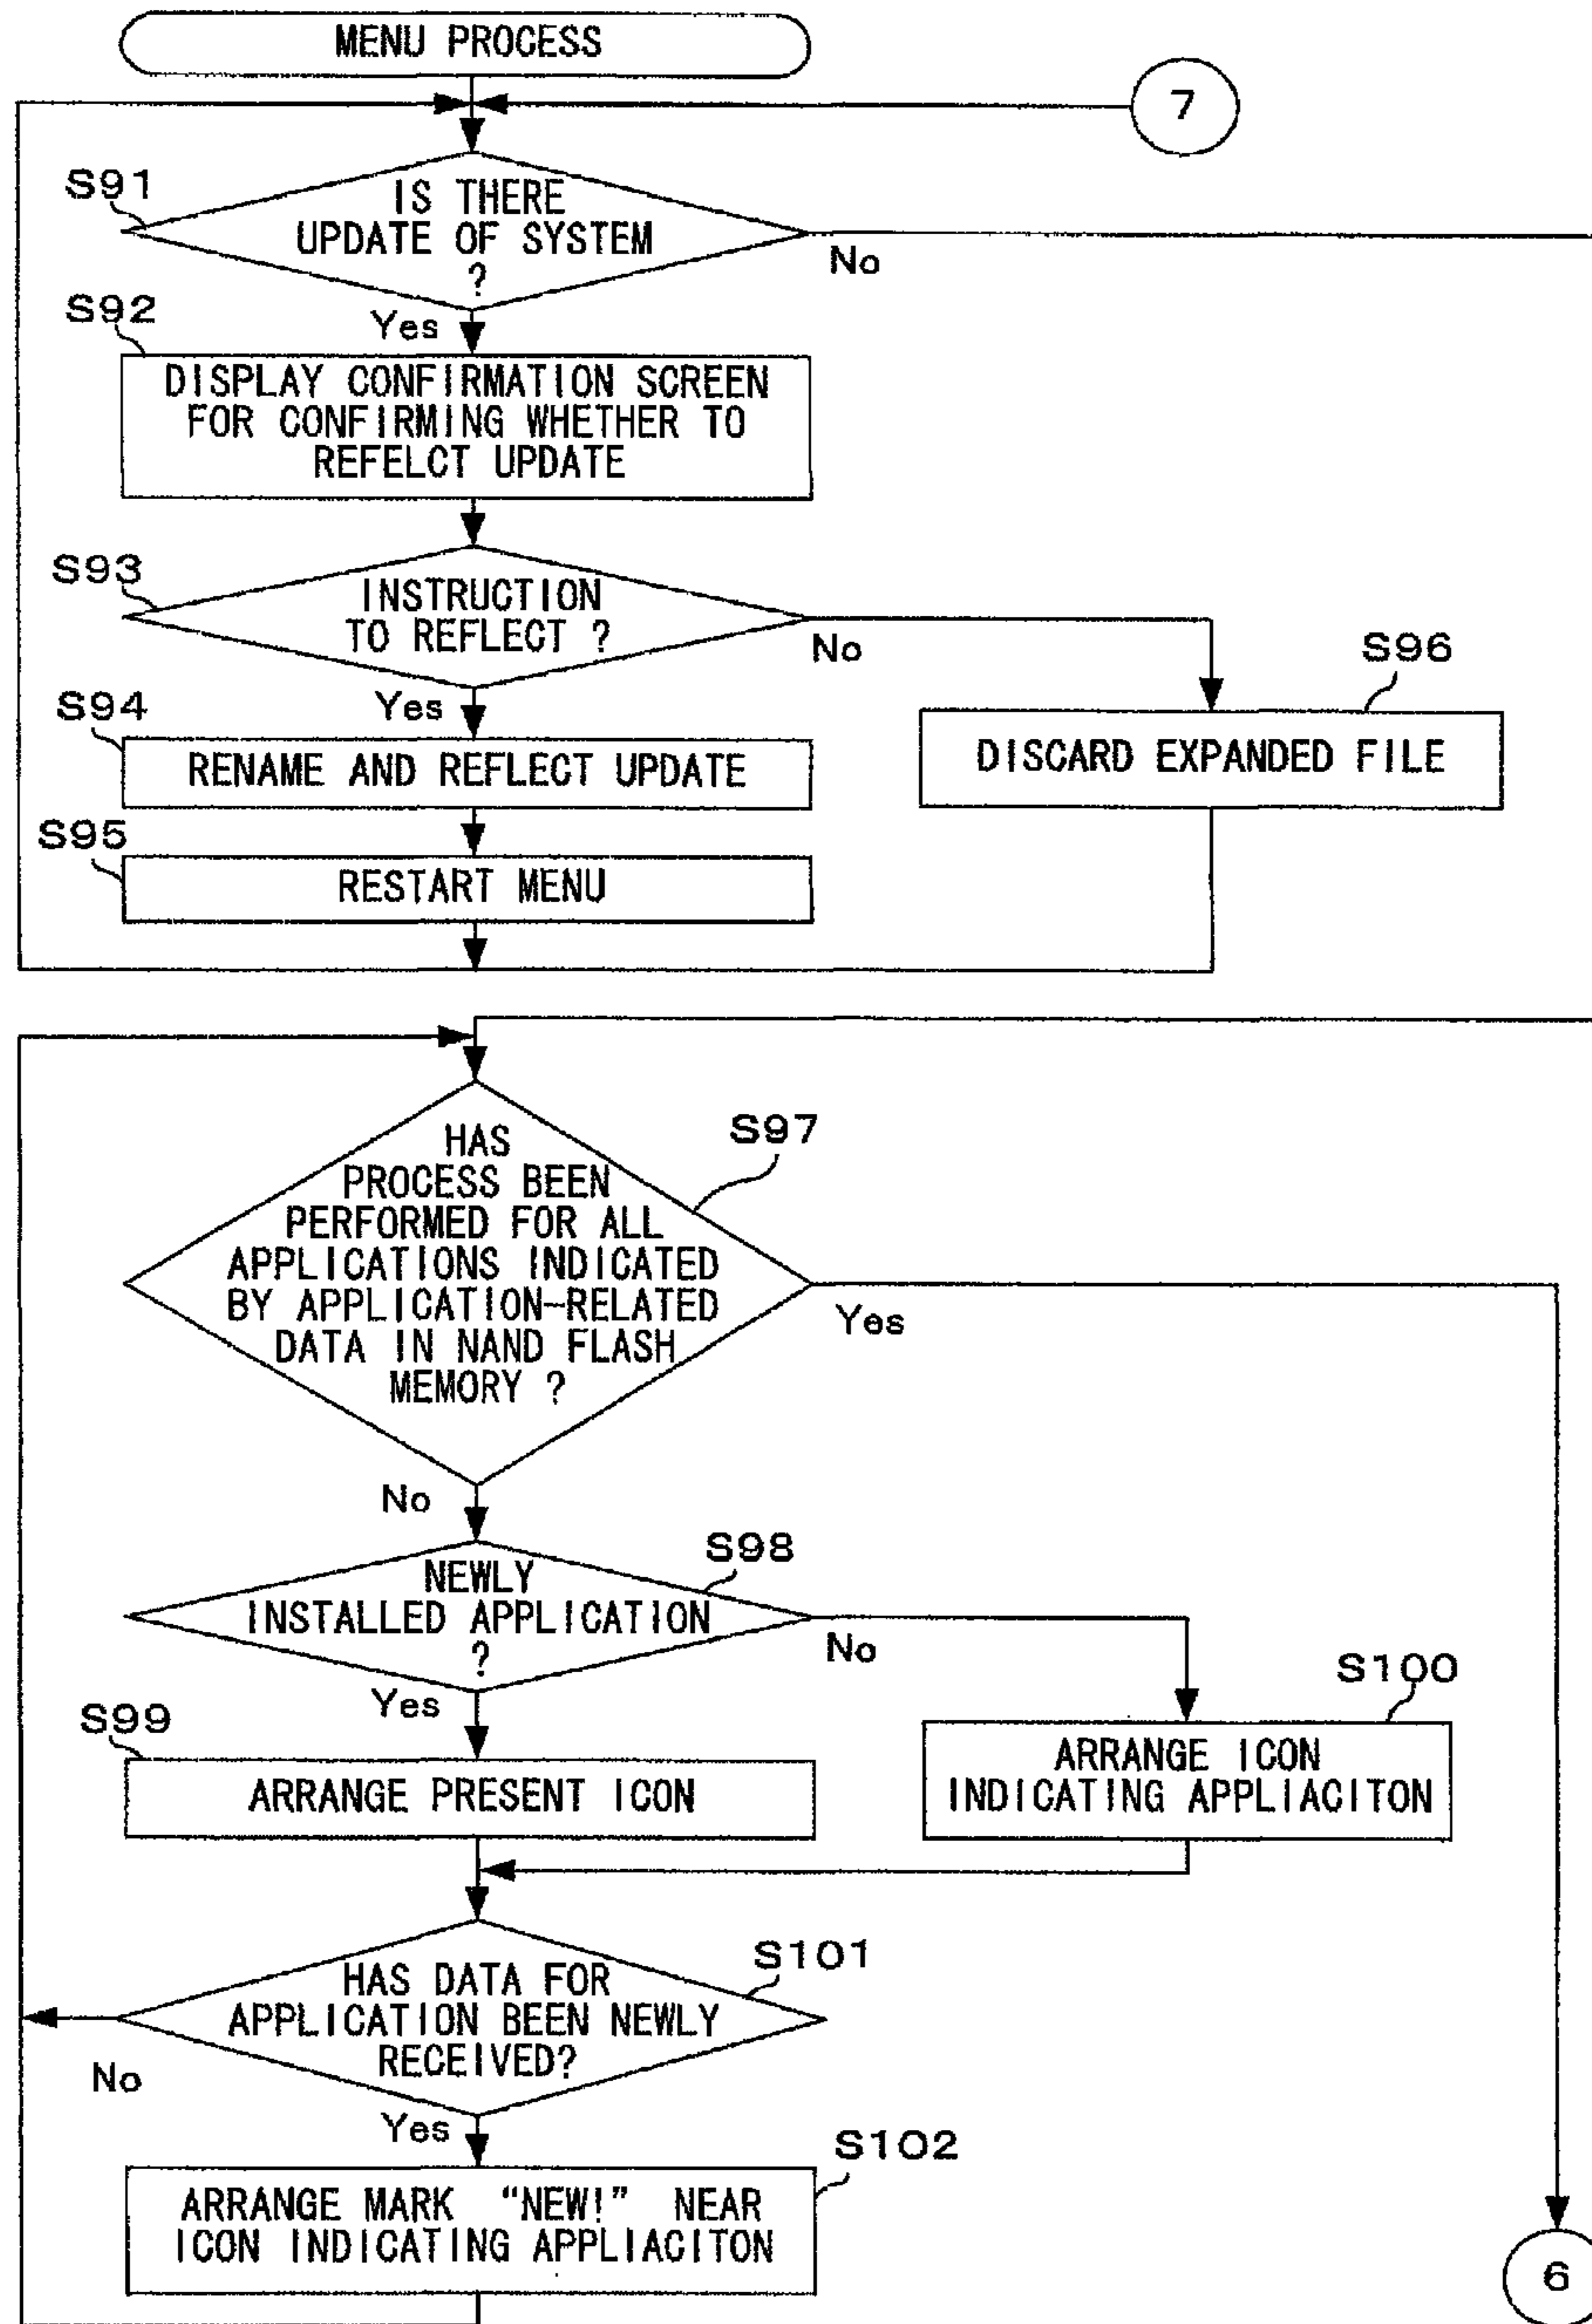 MENU PROCESS
7
S91
IS THERE
UPDATE OF SYSTEM
?
No
Yes
S92
DISPLAY CONFIRMATION SCREEN
FOR CONFIRMING WHETHER TO
REFELCT UPDATE
S93
INSTRUCTION
TO REFLECT ?
No
Yes
S96
DISCARD EXPANDED FILE
S94
RENAME AND REFLECT UPDATE
S95
RESTART MENU
S97
HAS
PROCESS BEEN
PERFORMED FOR ALL
APPLICATIONS INDICATED
BY APPLICATION-RELATED
DATA IN NAND FLASH
MEMORY ?
Yes
No
S98
NEWLY
INSTALLED APPLICATION
?
No
Yes
S100
ARRANGE ICON
INDICATING APPLIACITON
S99
ARRANGE PRESENT ICON
S101
HAS DATA FOR
APPLICATION BEEN NEWLY
RECEIVED?
No
Yes
S102
ARRANGE MARK “NEW!” NEAR
ICON INDICATING APPLIACITON
6